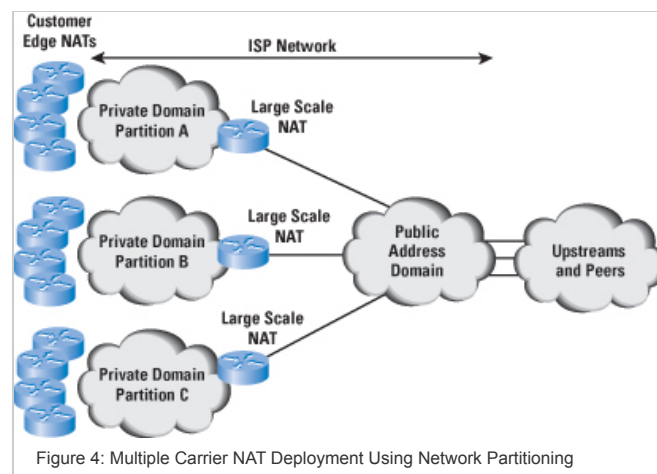 Customer
Edge NATs
ISP Network
Private Domain
Partition A
Large Scale
NAT
Private Domain
Partition B
Large Scale
NAT
Public
Address
Domain
Upstreams
and Peers
Private Domain
Partition C
Large Scale
NAT
Figure 4: Multiple Carrier NAT Deployment Using Network Partitioning